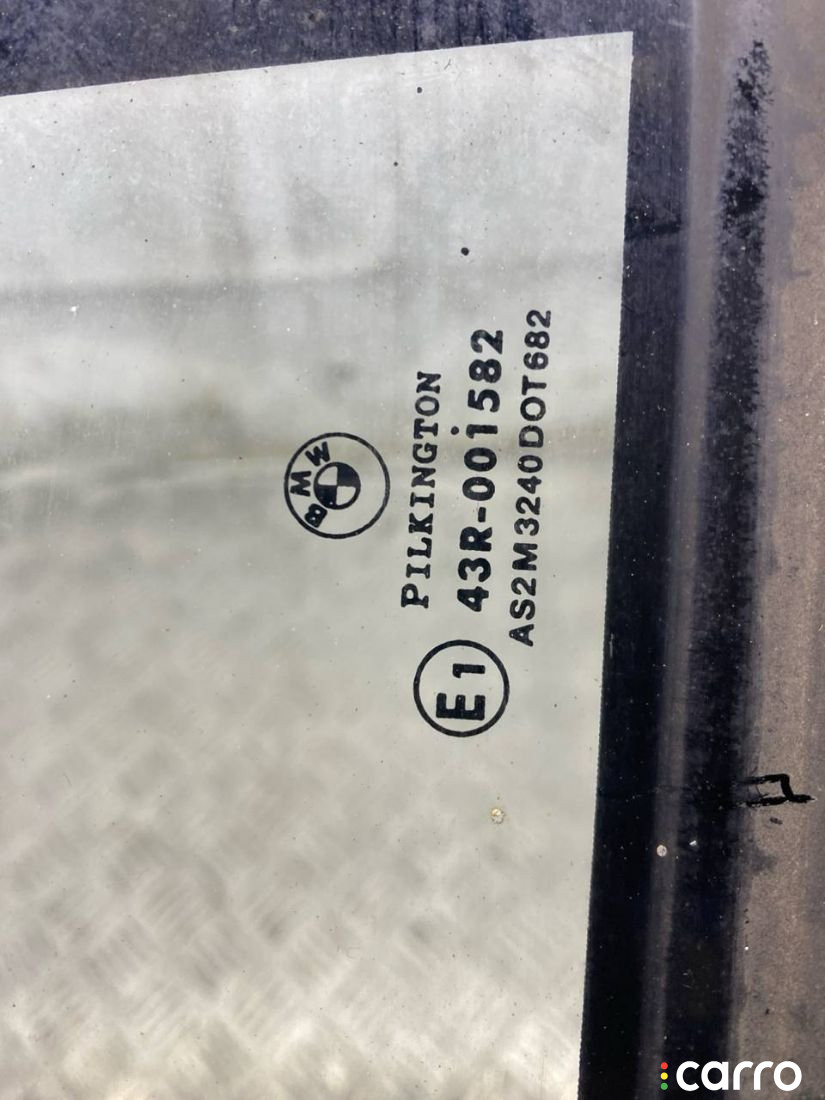 BMW
PILKINGTON
E1 43R-001582
AS2M3240DOT682
carro